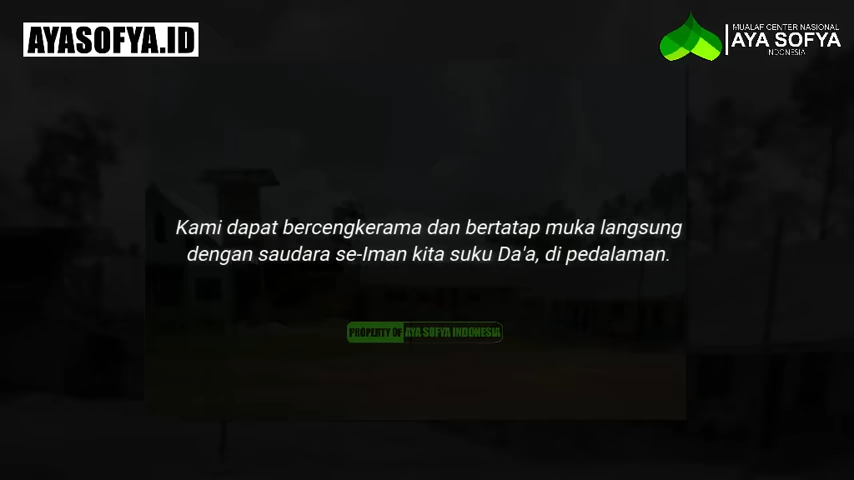 AYASOFYA.ID
MUALAF CENTER NASIONAL
AYA SOFYA
INDONESIA
Kami dapat bercengkerama dan bertatap muka langsung
dengan saudara se-Iman kita suku Da'a, di pedalaman.
PROPERTY OF AYA SOFYA INDONESIA